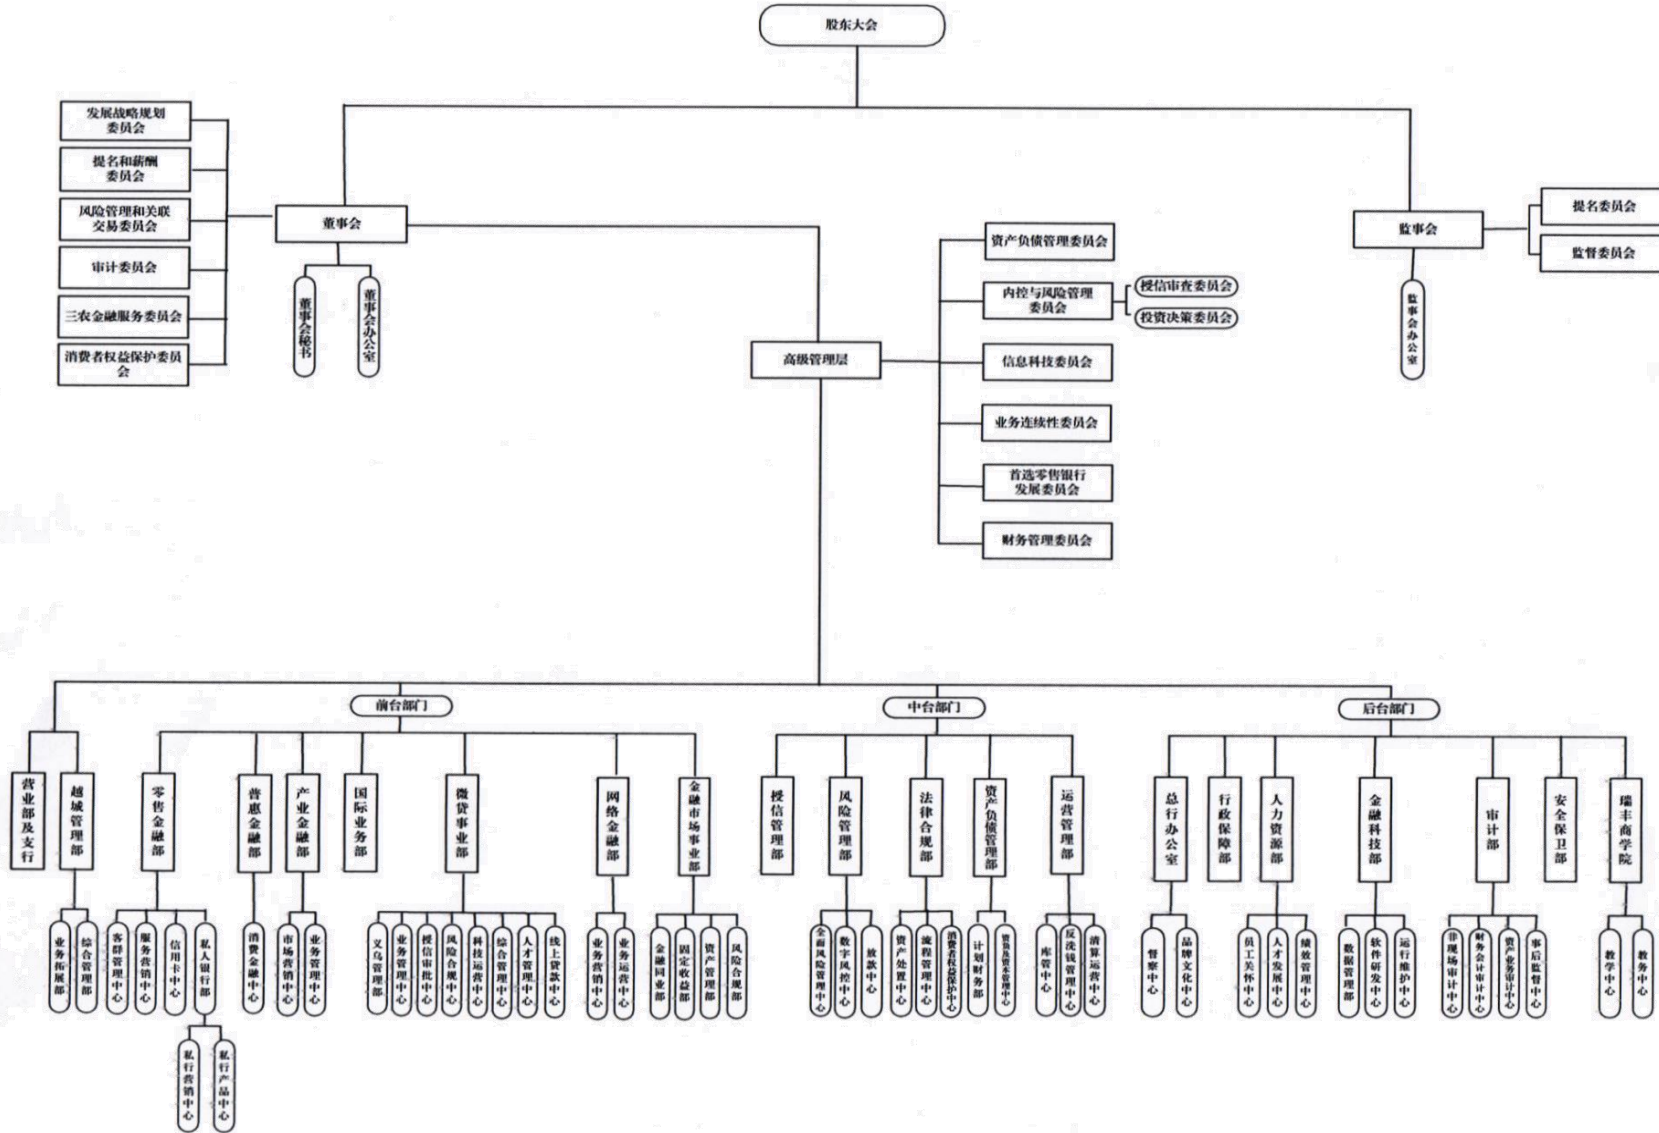 股东大会
发展战略规划
委员会
提名和薪酬
委员会
风险管理和关联
交易委员会
审计委员会
三农金融服务委员会
消费者权益保护委员
会
董事会
董事会秘书
董事会办公室
监事会
提名委员会
监督委员会
监事会办公室
高级管理层
资产负债管理委员会
内控与风险管理
委员会
授信审查委员会
投资决策委员会
信息科技委员会
业务连续性委员会
首选零售银行
发展委员会
财务管理委员会
前台部门
中台部门
后台部门
营业部及支行
越城管理部
零售金融部
普惠金融部
产业金融部
国际业务部
微贷事业部
网络金融部
金融市场事业部
授信管理部
风险管理部
法律合规部
资产负债管理部
运营管理部
总行办公室
行政保障部
人力资源部
金融科技部
审计部
安全保卫部
瑞丰商学院
业务拓展部
综合管理部
客群管理中心
服务营销中心
信用卡中心
私人银行部
消费金融中心
市场营销中心
业务管理中心
义乌管理部
业务管理中心
授信审批中心
风险合规中心
科技运营中心
综合管理中心
人才管理中心
线上贷款中心
业务营销中心
业务运营中心
金融同业部
固定收益部
资产管理部
风险合规部
全面风险管理中心
数字风控中心
放款中心
资产处置中心
流程管理中心
消费者权益保护中心
计划财务部
资负及资本管理中心
库管中心
反洗钱管理中心
清算运营中心
督察中心
品牌文化中心
员工关怀中心
人才发展中心
绩效管理中心
数据管理部
软件研发中心
运行维护中心
非现场审计中心
财务会计审计中心
资产业务审计中心
事后监督中心
教学中心
教务中心
私行营销中心
私行产品中心